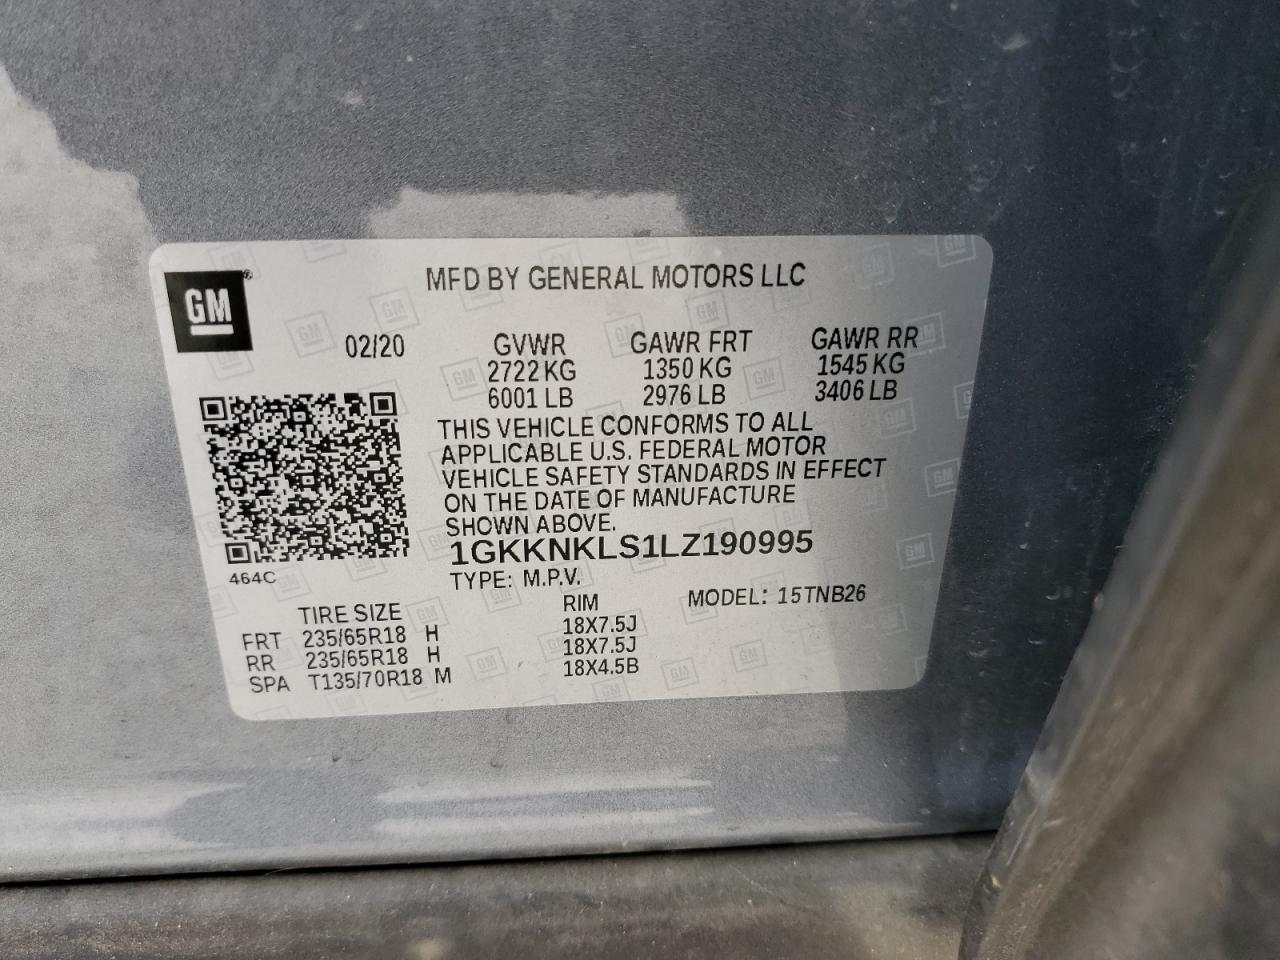 GM
MFD BY GENERAL MOTORS LLC
02/20 GVWR GAWR FRT GAWR RR
2722 KG 1350 KG 1545 KG
6001 LB 2976 LB 3406 LB
THIS VEHICLE CONFORMS TO ALL
APPLICABLE U.S. FEDERAL MOTOR
VEHICLE SAFETY STANDARDS IN EFFECT
ON THE DATE OF MANUFACTURE
SHOWN ABOVE.
1GKKNKLS1LZ190995
464C
TYPE: M.P.V.
MODEL: 15TNB26
TIRE SIZE RIM
FRT 235/65R18 H 18X7.5J
RR 235/65R18 H 18X7.5J
SPA T135/70R18 M 18X4.5B